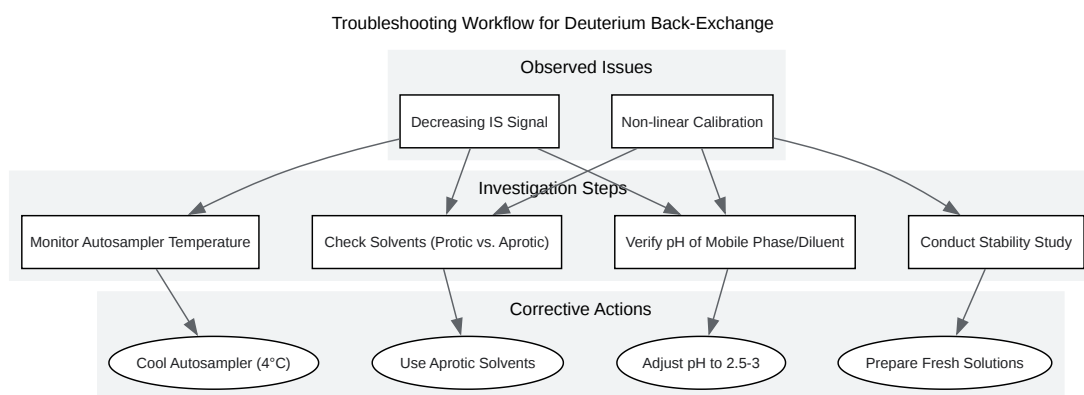 Troubleshooting Workflow for Deuterium Back-Exchange
Observed Issues
Decreasing IS Signal
Non-linear Calibration
Investigation Steps
Monitor Autosampler Temperature
Check Solvents (Protic vs. Aprotic)
Verify pH of Mobile Phase/Diluent
Conduct Stability Study
Corrective Actions
Cool Autosampler (4°C)
Use Aprotic Solvents
Adjust pH to 2.5-3
Prepare Fresh Solutions